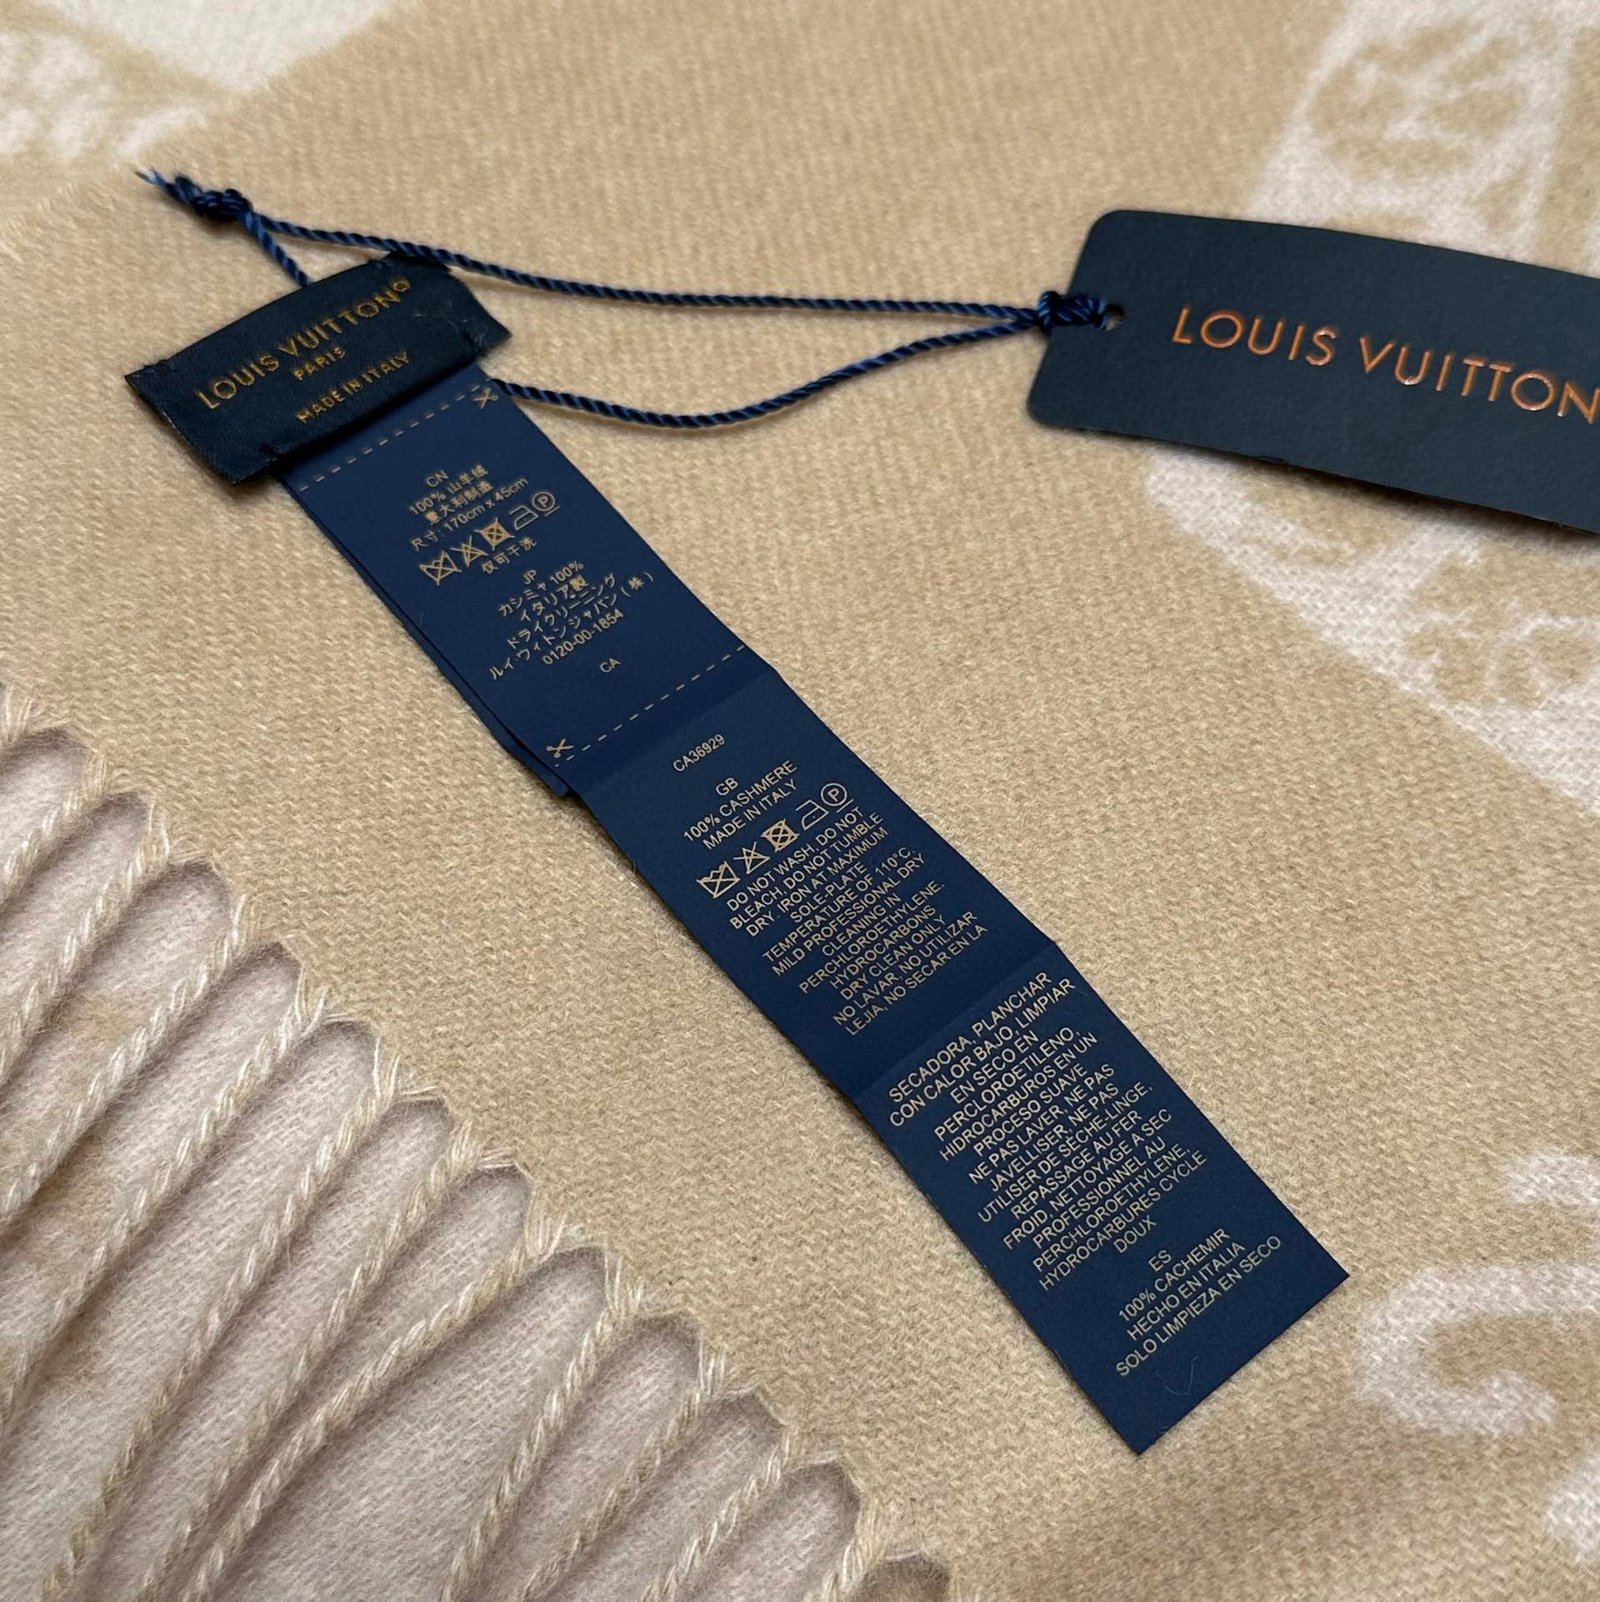 LOUIS VUITTON®
PARIS
MADE IN ITALY
LOUIS VUITTON
CN
100% 山羊绒
意大利制造
尺寸: 170cm x 45cm
仅可干洗
JP
カシミヤ 100%
イタリア製
ドライクリーニング
ルイ・ヴィトン ジャパン (株)
0120-00-1854
CA
CA36929
GB
100% CASHMERE
MADE IN ITALY
DO NOT WASH, DO NOT
BLEACH, DO NOT TUMBLE
DRY. IRON AT MAXIMUM
SOLE-PLATE
TEMPERATURE OF 110°C,
MILD PROFESSIONAL DRY
CLEANING IN
PERCHLOROETHYLENE.
HYDROCARBONS
DRY CLEAN ONLY
NO LAVAR, NO UTILIZAR
LEJIA, NO SECAR EN LA
SECADORA, PLANCHAR
CON CALOR BAJO, LIMPIAR
EN SECO EN
PERCLOROETILENO,
HIDROCARBUROS EN UN
PROCESO SUAVE
NE PAS LAVER, NE PAS
JAVELLISER, NE PAS
UTILISER DE SÈCHE-LINGE,
REPASSAGE AU FER
FROID, NETTOYAGE A SEC
PROFESSIONNEL AU
PERCHLOROETHYLENE,
HYDROCARBURES CYCLE
DOUX
ES
100% CACHEMIR
HECHO EN ITALIA
SOLO LIMPIEZA EN SECO